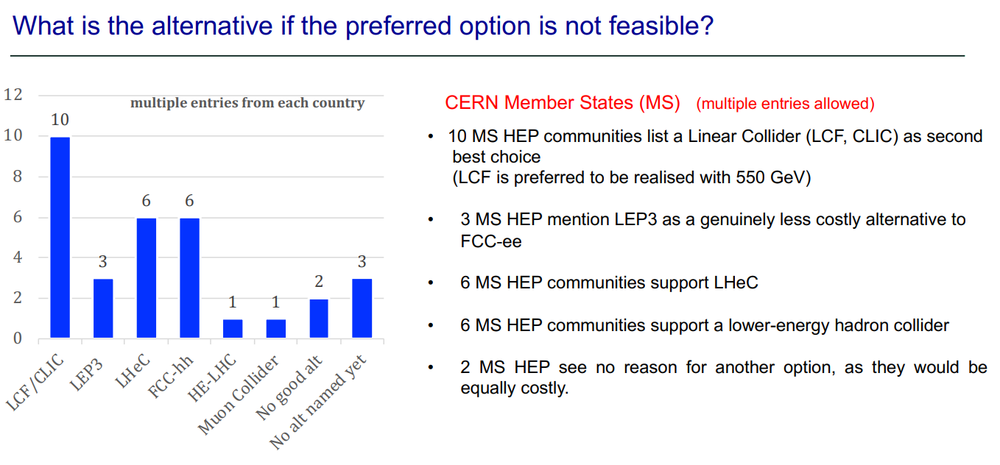 What is the alternative if the preferred option is not feasible?
multiple entries from each country
12
10
8
6
4
2
0
10
3
6
6
1
1
2
3
LCF/CLIC
LEP3
LHeC
FCC-hh
HE-LHC
Muon Collider
No good alt
No alt named yet
CERN Member States (MS) (multiple entries allowed)
• 10 MS HEP communities list a Linear Collider (LCF, CLIC) as second
best choice
(LCF is preferred to be realised with 550 GeV)
• 3 MS HEP mention LEP3 as a genuinely less costly alternative to
FCC-ee
• 6 MS HEP communities support LHeC
• 6 MS HEP communities support a lower-energy hadron collider
• 2 MS HEP see no reason for another option, as they would be
equally costly.